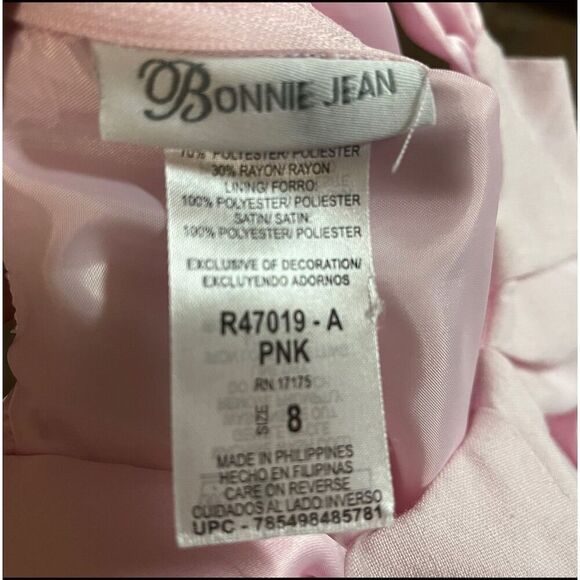 BONNIE JEAN
70% POLYESTER/ POLIESTER
30% RAYON/ RAYON
LINING/ FORRO:
100% POLYESTER/ POLIESTER
SATIN/ SATIN:
100% POLYESTER/ POLIESTER
EXCLUSIVE OF DECORATION/
EXCLUYENDO ADORNOS
R47019 - A
PNK
RN 17175
SIZE 8
MADE IN PHILIPPINES
HECHO EN FILIPINAS
CARE ON REVERSE
CUIDADOS AL LADO INVERSO
UPC - 785498485781